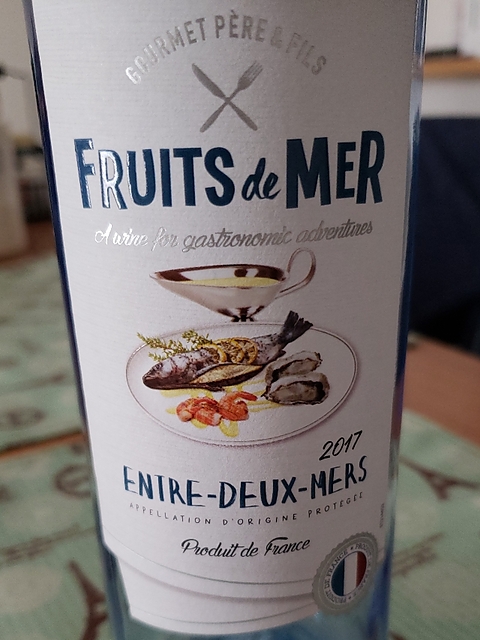 GOURMET PÈRE & FILS
FRUITS de MER
A wine for gastronomic adventures
2017
ENTRE-DEUX-MERS
APPELLATION D'ORIGINE PROTÉGÉE
Produit de France